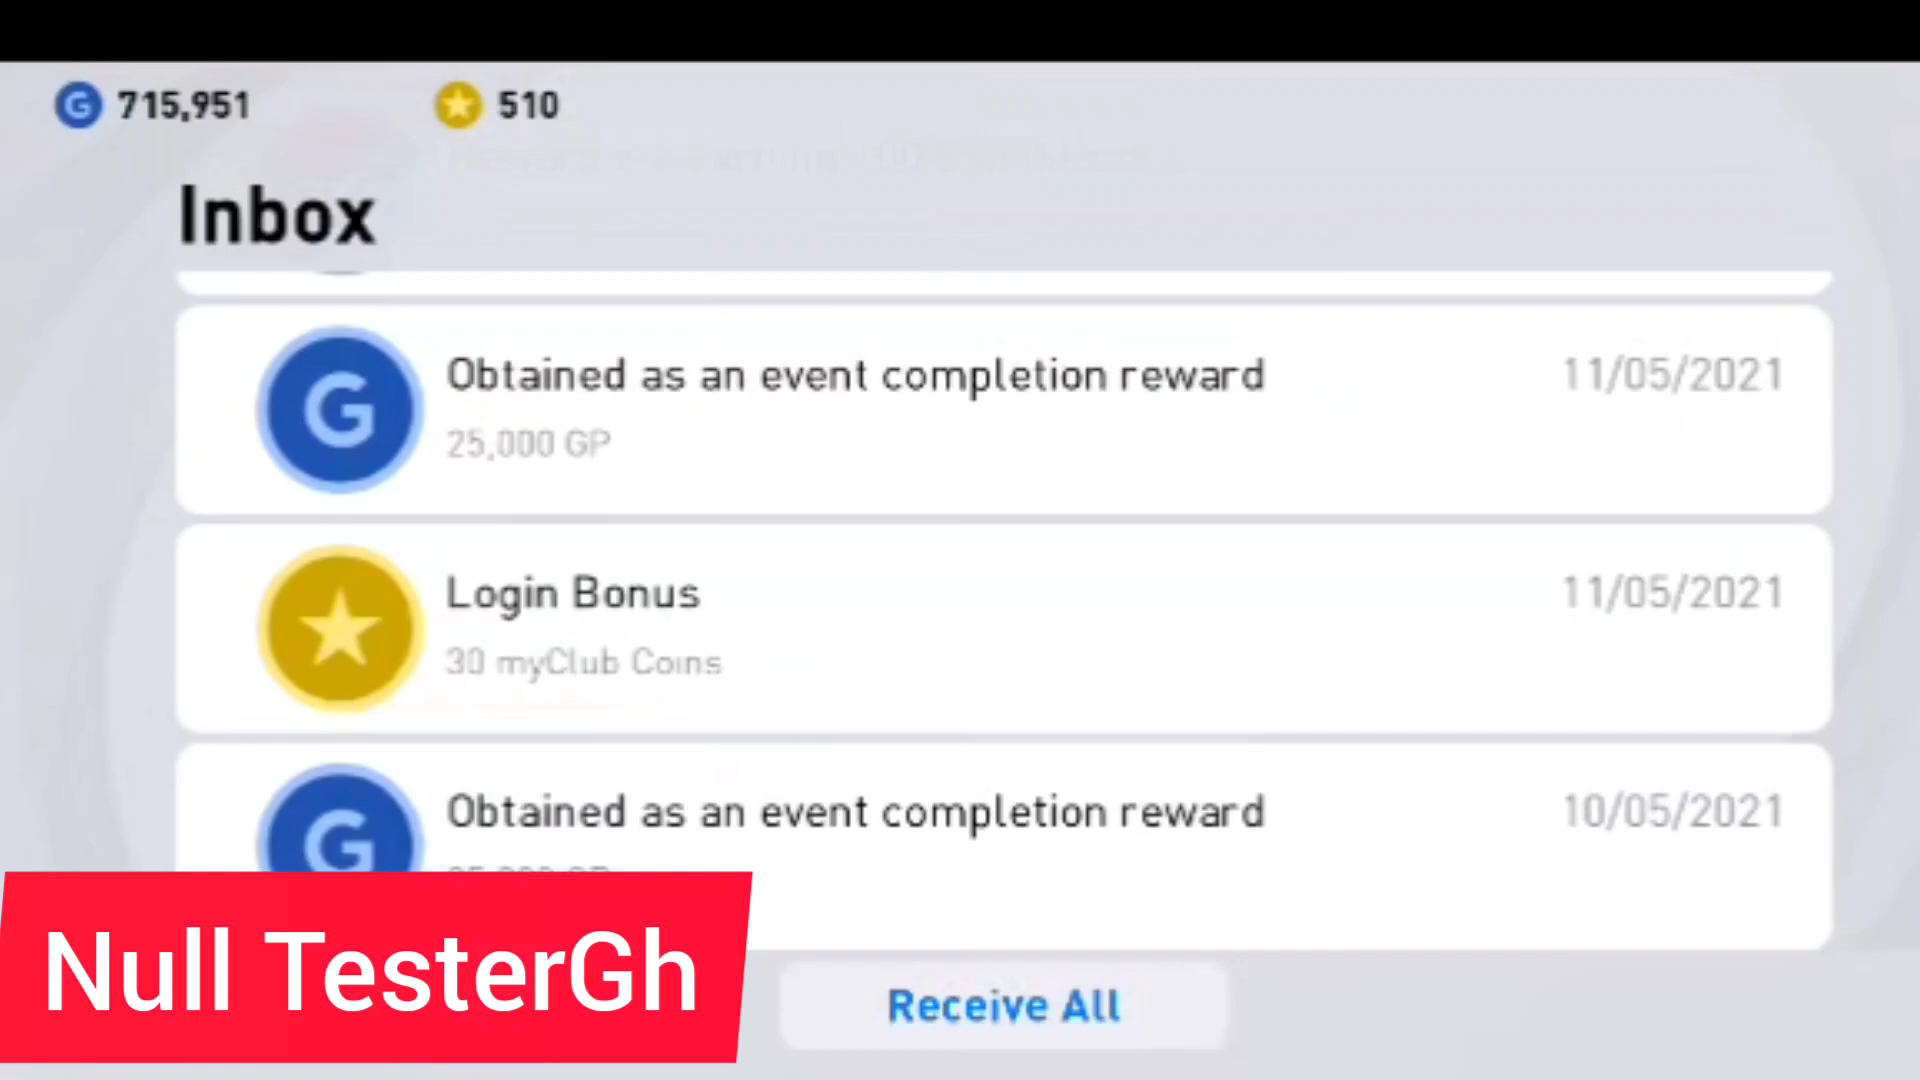 G 715,951 510
Inbox
G Obtained as an event completion reward 11/05/2021
25,000 GP
Login Bonus 11/05/2021
30 myClub Coins
G Obtained as an event completion reward 10/05/2021
Null TesterGh
Receive All